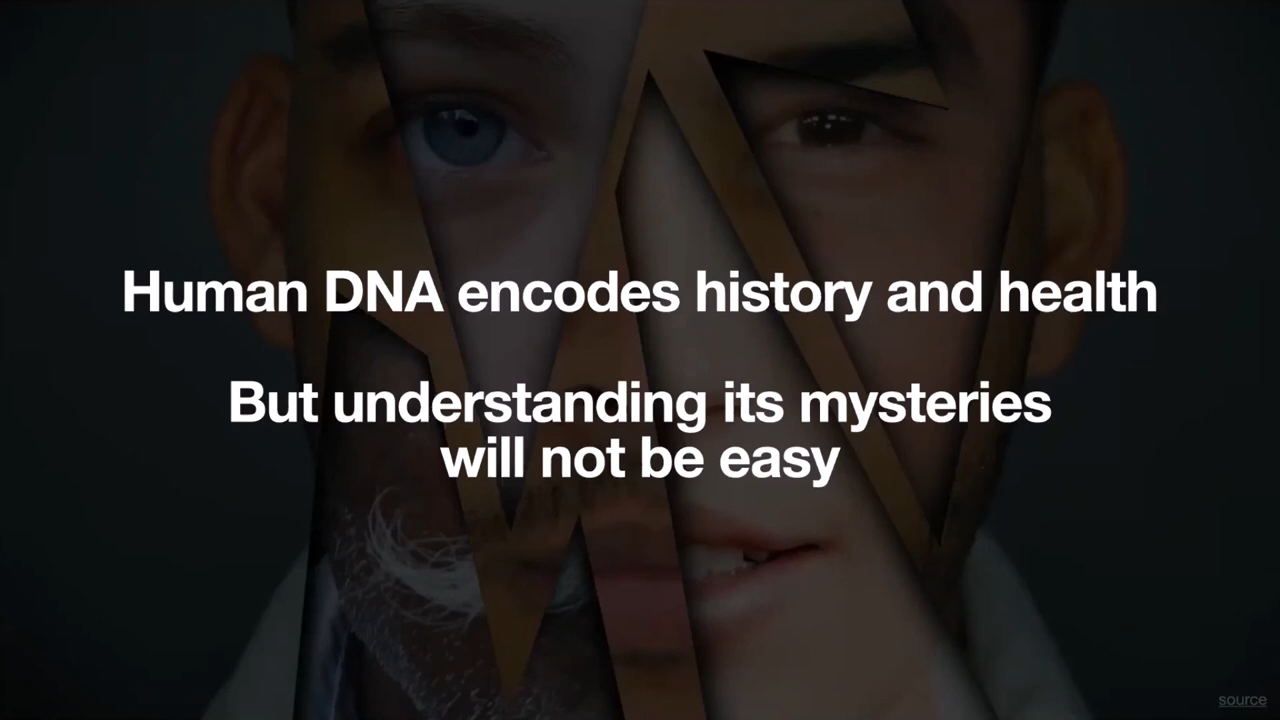 Human DNA encodes history and health
But understanding its mysteries
will not be easy
source